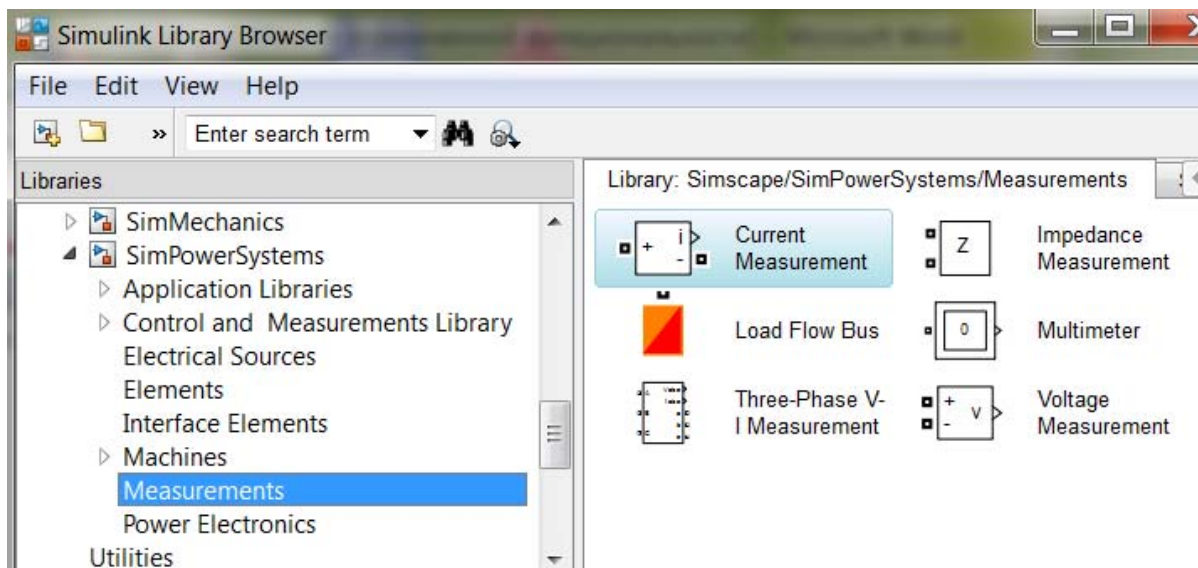 Simulink Library Browser
File Edit View Help
» Enter search term
Libraries
SimMechanics
SimPowerSystems
Application Libraries
Control and Measurements Library
Electrical Sources
Elements
Interface Elements
Machines
Measurements
Power Electronics
Utilities
Library: Simscape/SimPowerSystems/Measurements
+ i
-
Current
Measurement
Z
Impedance
Measurement
Load Flow Bus
0
Multimeter
Three-Phase V-
I Measurement
+ v
-
Voltage
Measurement